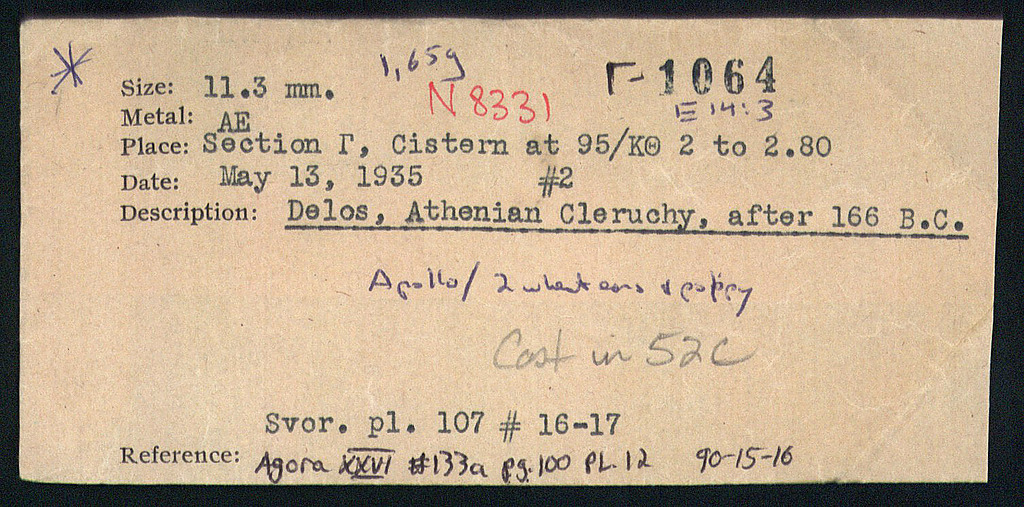 * 1,65g Γ-1064
Size: 11.3 mm. N 8331 E 14:3
Metal: AE
Place: Section Γ, Cistern at 95/ΚΘ 2 to 2.80
Date: May 13, 1935 #2
Description: Delos, Athenian Cleruchy, after 166 B.C.
Apollo/ 2 wheat ears & poppy
Cast in 52C
Svor. pl. 107 # 16-17
Reference: Agora XXVI #133a pg.100 PL.12 90-15-16